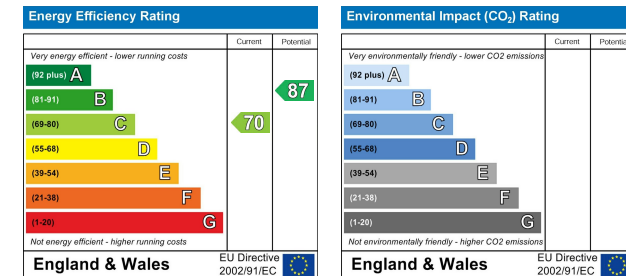 Energy Efficiency Rating
Current Potential
Very energy efficient - lower running costs
(92 plus) A
(81-91) B
87
(69-80) C
70
(55-68) D
(39-54) E
(21-38) F
(1-20) G
Not energy efficient - higher running costs
England & Wales
EU Directive
2002/91/EC
Environmental Impact (CO2) Rating
Current Potential
Very environmentally friendly - lower CO2 emissions
(92 plus) A
(81-91) B
(69-80) C
(55-68) D
(39-54) E
(21-38) F
(1-20) G
Not environmentally friendly - higher CO2 emissions
England & Wales
EU Directive
2002/91/EC